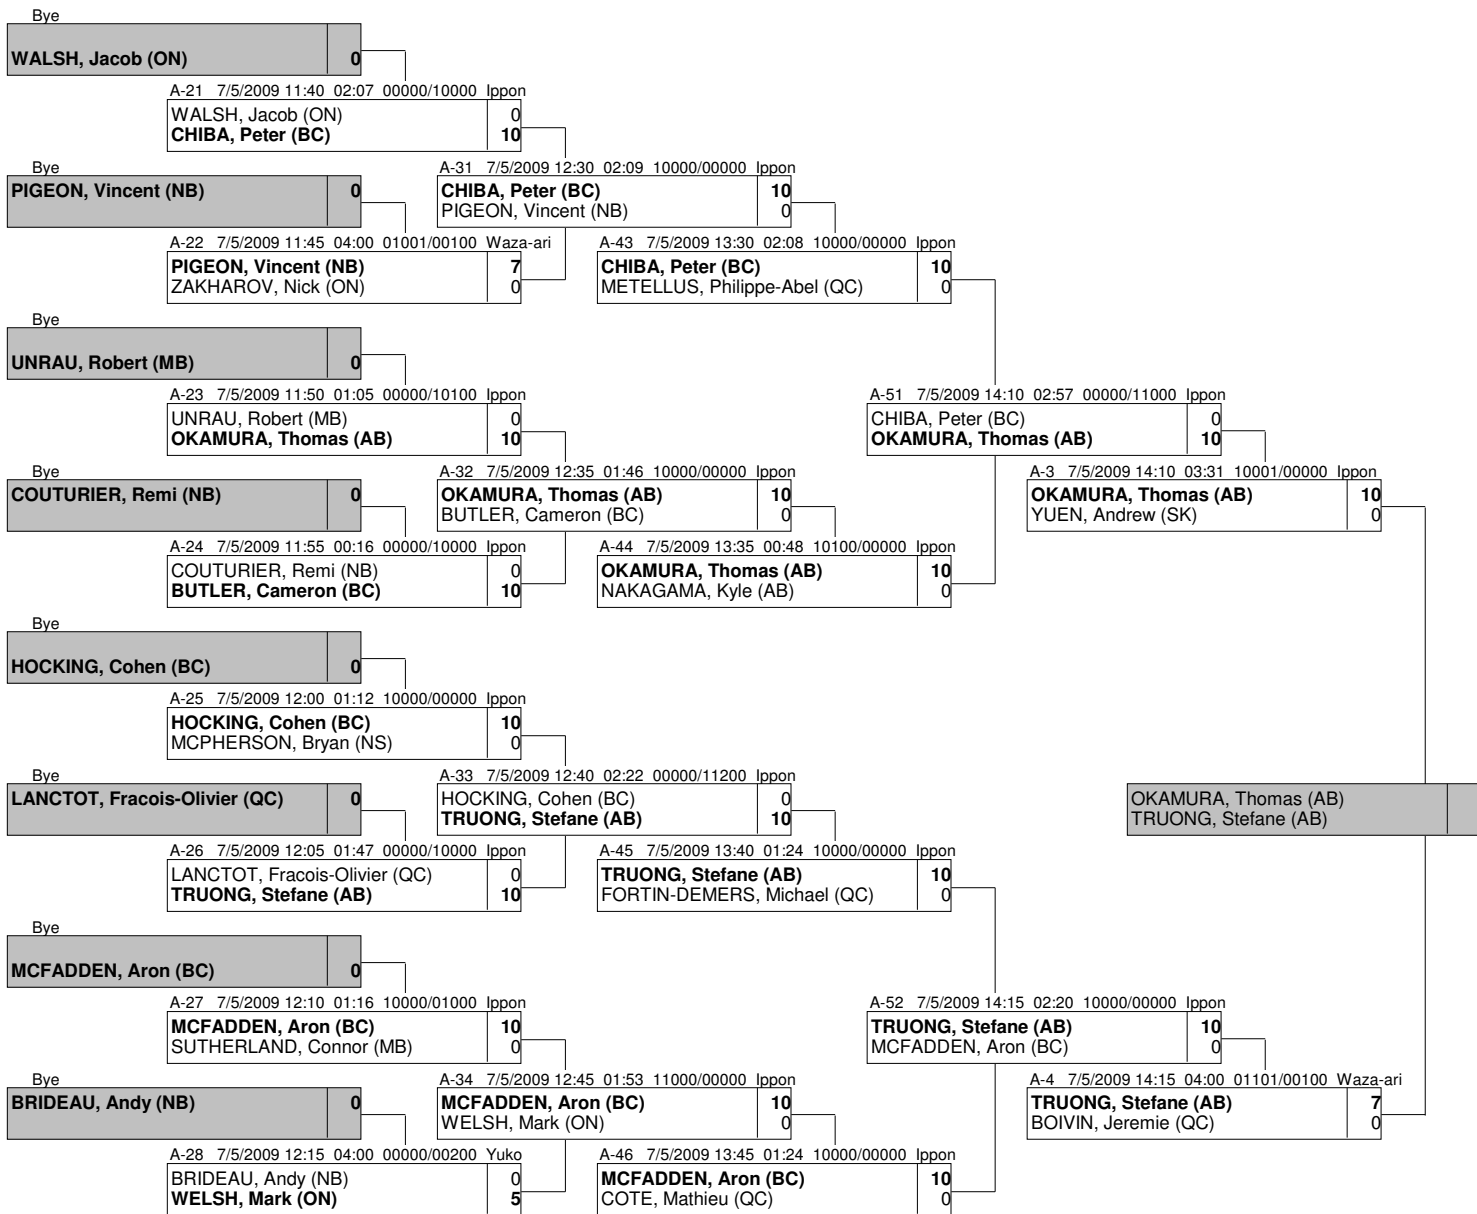 Bye
WALSH, Jacob (ON) 0
A-21 7/5/2009 11:40 02:07 00000/10000 Ippon
WALSH, Jacob (ON) 0
CHIBA, Peter (BC) 10
Bye
PIGEON, Vincent (NB) 0
A-31 7/5/2009 12:30 02:09 10000/00000 Ippon
CHIBA, Peter (BC) 10
PIGEON, Vincent (NB) 0
A-22 7/5/2009 11:45 04:00 01001/00100 Waza-ari
PIGEON, Vincent (NB) 7
ZAKHAROV, Nick (ON) 0
A-43 7/5/2009 13:30 02:08 10000/00000 Ippon
CHIBA, Peter (BC) 10
METELLUS, Philippe-Abel (QC) 0
Bye
UNRAU, Robert (MB) 0
A-23 7/5/2009 11:50 01:05 00000/10100 Ippon
UNRAU, Robert (MB) 0
OKAMURA, Thomas (AB) 10
A-51 7/5/2009 14:10 02:57 00000/11000 Ippon
CHIBA, Peter (BC) 0
OKAMURA, Thomas (AB) 10
Bye
COUTURIER, Remi (NB) 0
A-32 7/5/2009 12:35 01:46 10000/00000 Ippon
OKAMURA, Thomas (AB) 10
BUTLER, Cameron (BC) 0
A-3 7/5/2009 14:10 03:31 10001/00000 Ippon
OKAMURA, Thomas (AB) 10
YUEN, Andrew (SK) 0
A-24 7/5/2009 11:55 00:16 00000/10000 Ippon
COUTURIER, Remi (NB) 0
BUTLER, Cameron (BC) 10
A-44 7/5/2009 13:35 00:48 10100/00000 Ippon
OKAMURA, Thomas (AB) 10
NAKAGAMA, Kyle (AB) 0
Bye
HOCKING, Cohen (BC) 0
A-25 7/5/2009 12:00 01:12 10000/00000 Ippon
HOCKING, Cohen (BC) 10
MCPHERSON, Bryan (NS) 0
Bye
LANCTOT, Fracois-Olivier (QC) 0
A-33 7/5/2009 12:40 02:22 00000/11200 Ippon
HOCKING, Cohen (BC) 0
TRUONG, Stefane (AB) 10
OKAMURA, Thomas (AB)
TRUONG, Stefane (AB)
A-26 7/5/2009 12:05 01:47 00000/10000 Ippon
LANCTOT, Fracois-Olivier (QC) 0
TRUONG, Stefane (AB) 10
A-45 7/5/2009 13:40 01:24 10000/00000 Ippon
TRUONG, Stefane (AB) 10
FORTIN-DEMERS, Michael (QC) 0
Bye
MCFADDEN, Aron (BC) 0
A-27 7/5/2009 12:10 01:16 10000/01000 Ippon
MCFADDEN, Aron (BC) 10
SUTHERLAND, Connor (MB) 0
A-52 7/5/2009 14:15 02:20 10000/00000 Ippon
TRUONG, Stefane (AB) 10
MCFADDEN, Aron (BC) 0
Bye
BRIDEAU, Andy (NB) 0
A-34 7/5/2009 12:45 01:53 11000/00000 Ippon
MCFADDEN, Aron (BC) 10
WELSH, Mark (ON) 0
A-4 7/5/2009 14:15 04:00 01101/00100 Waza-ari
TRUONG, Stefane (AB) 7
BOIVIN, Jeremie (QC) 0
A-28 7/5/2009 12:15 04:00 00000/00200 Yuko
BRIDEAU, Andy (NB) 0
WELSH, Mark (ON) 5
A-46 7/5/2009 13:45 01:24 10000/00000 Ippon
MCFADDEN, Aron (BC) 10
COTE, Mathieu (QC) 0